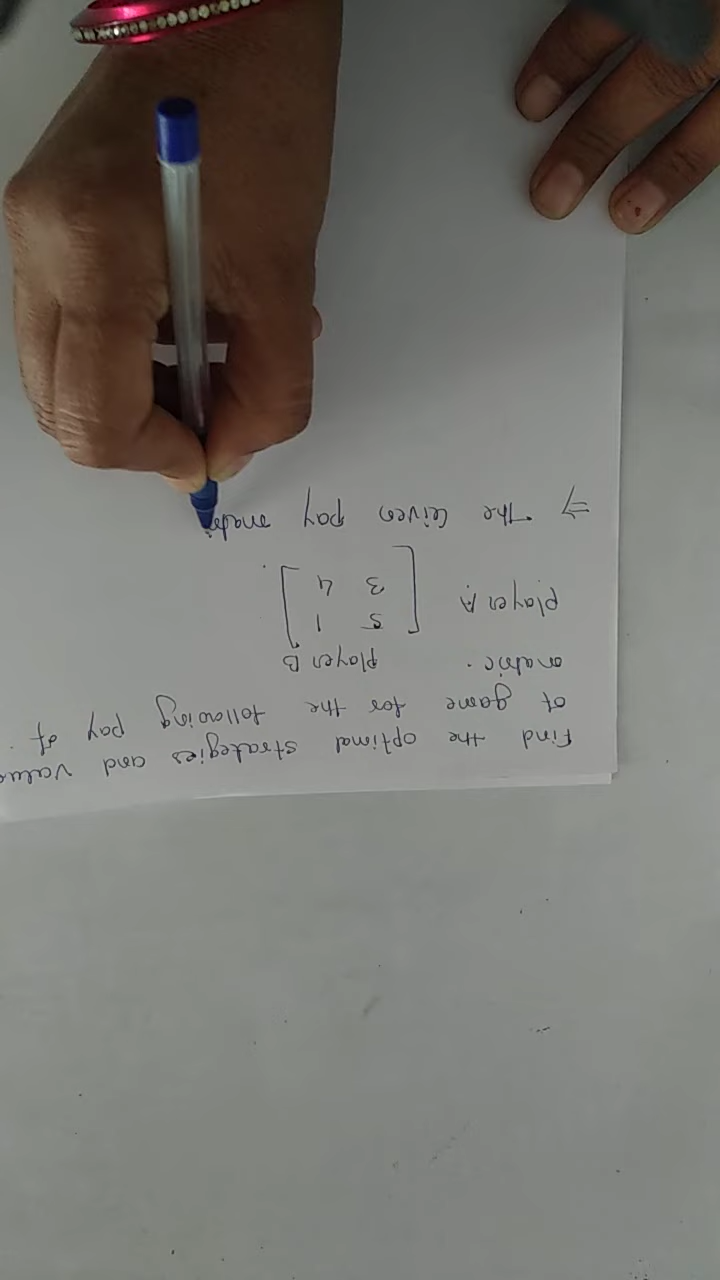 Find the optimal strategies and value
of game for the following pay of.
matric.
Player B
Player A [ 5 1
3 4 ].
⇒ The Given pay matri